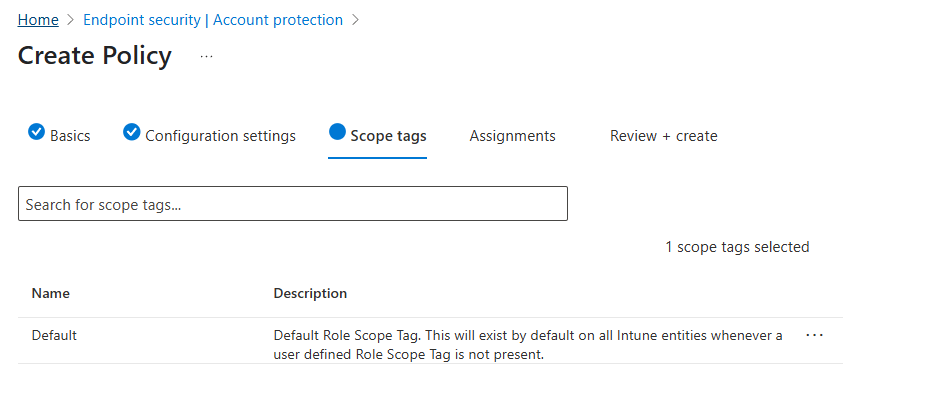 Home > Endpoint security | Account protection >
Create Policy ...
Basics Configuration settings Scope tags Assignments Review + create
Search for scope tags...
1 scope tags selected
Name Description
Default Default Role Scope Tag. This will exist by default on all Intune entities whenever a ...
user defined Role Scope Tag is not present.